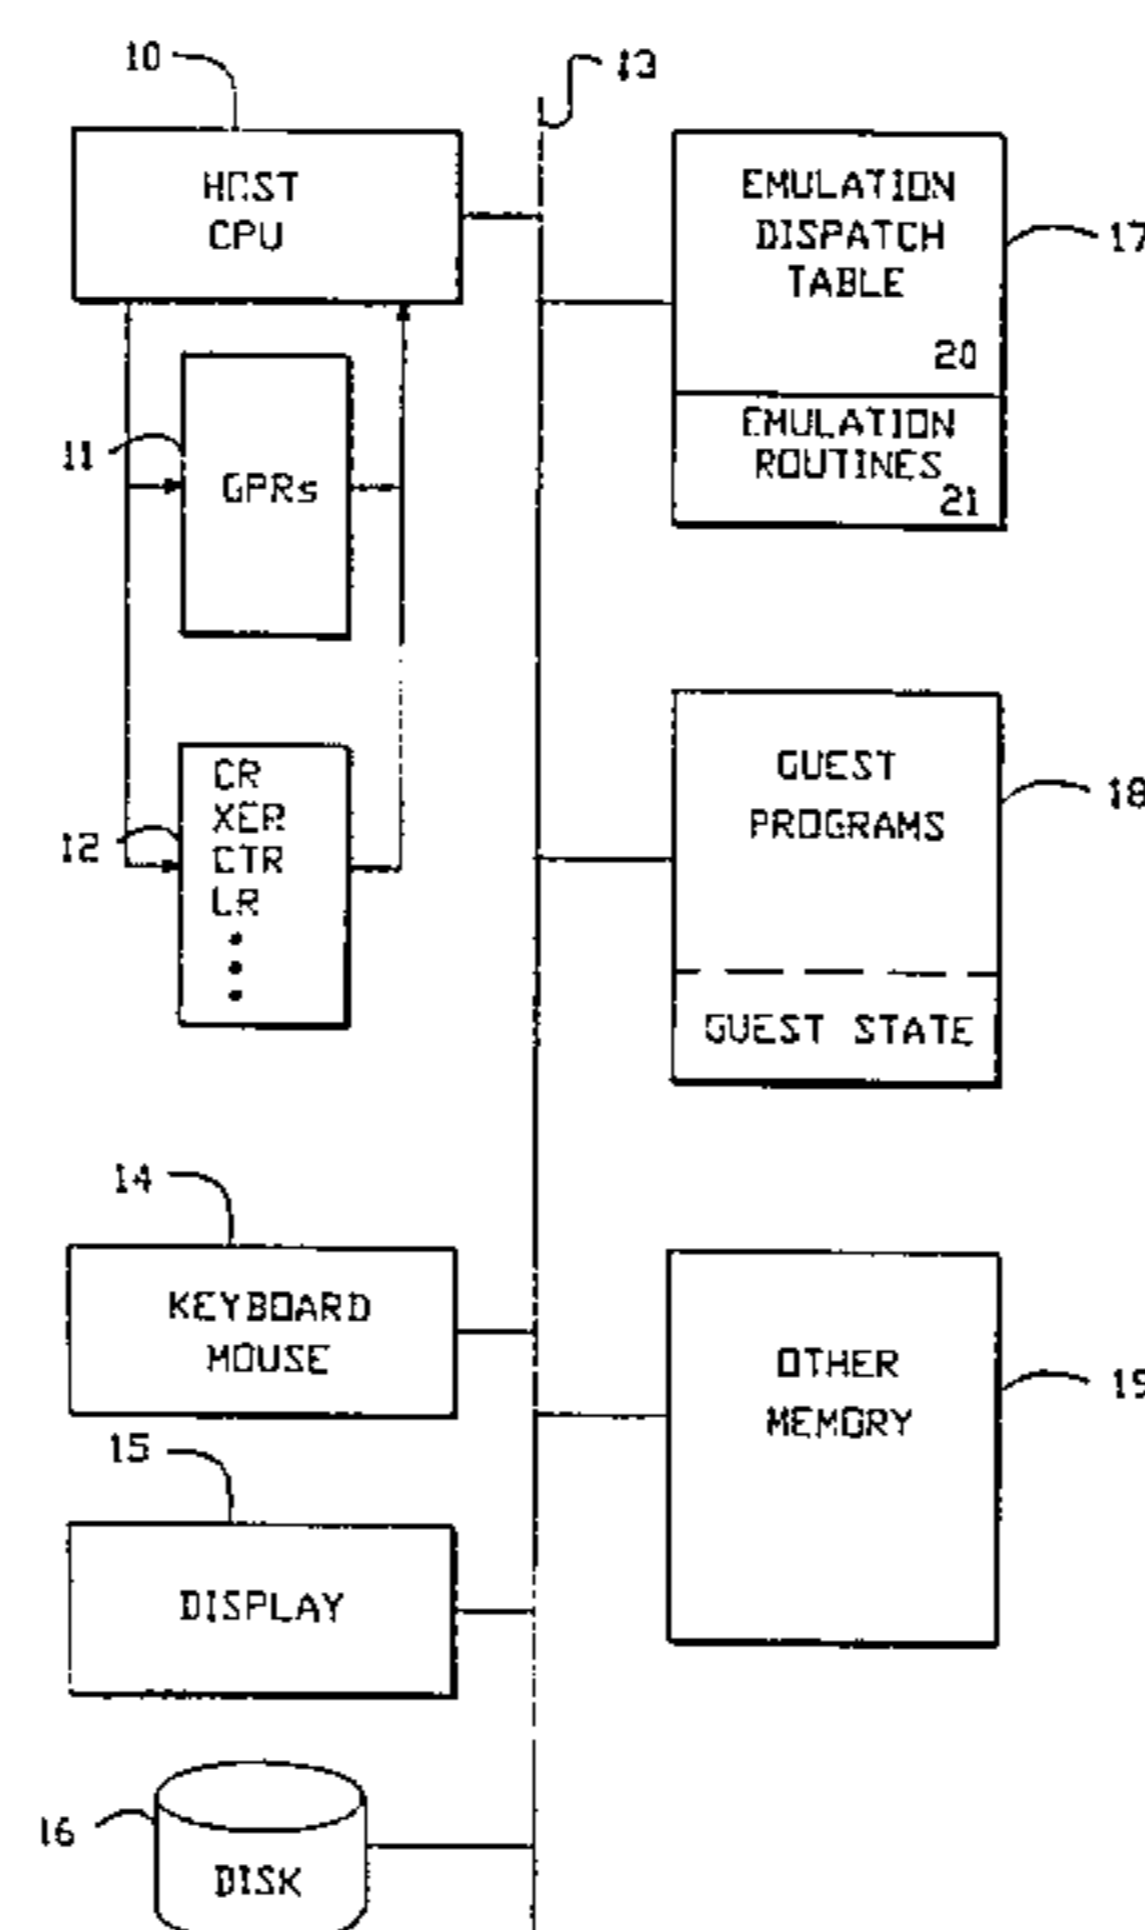 10
13
HOST
CPU
EMULATION
DISPATCH
TABLE
17
20
EMULATION
ROUTINES
21
11
GPRs
12
CR
XER
CTR
LR
GUEST
PROGRAMS
18
GUEST STATE
14
KEYBOARD
MOUSE
OTHER
MEMORY
19
15
DISPLAY
16
DISK